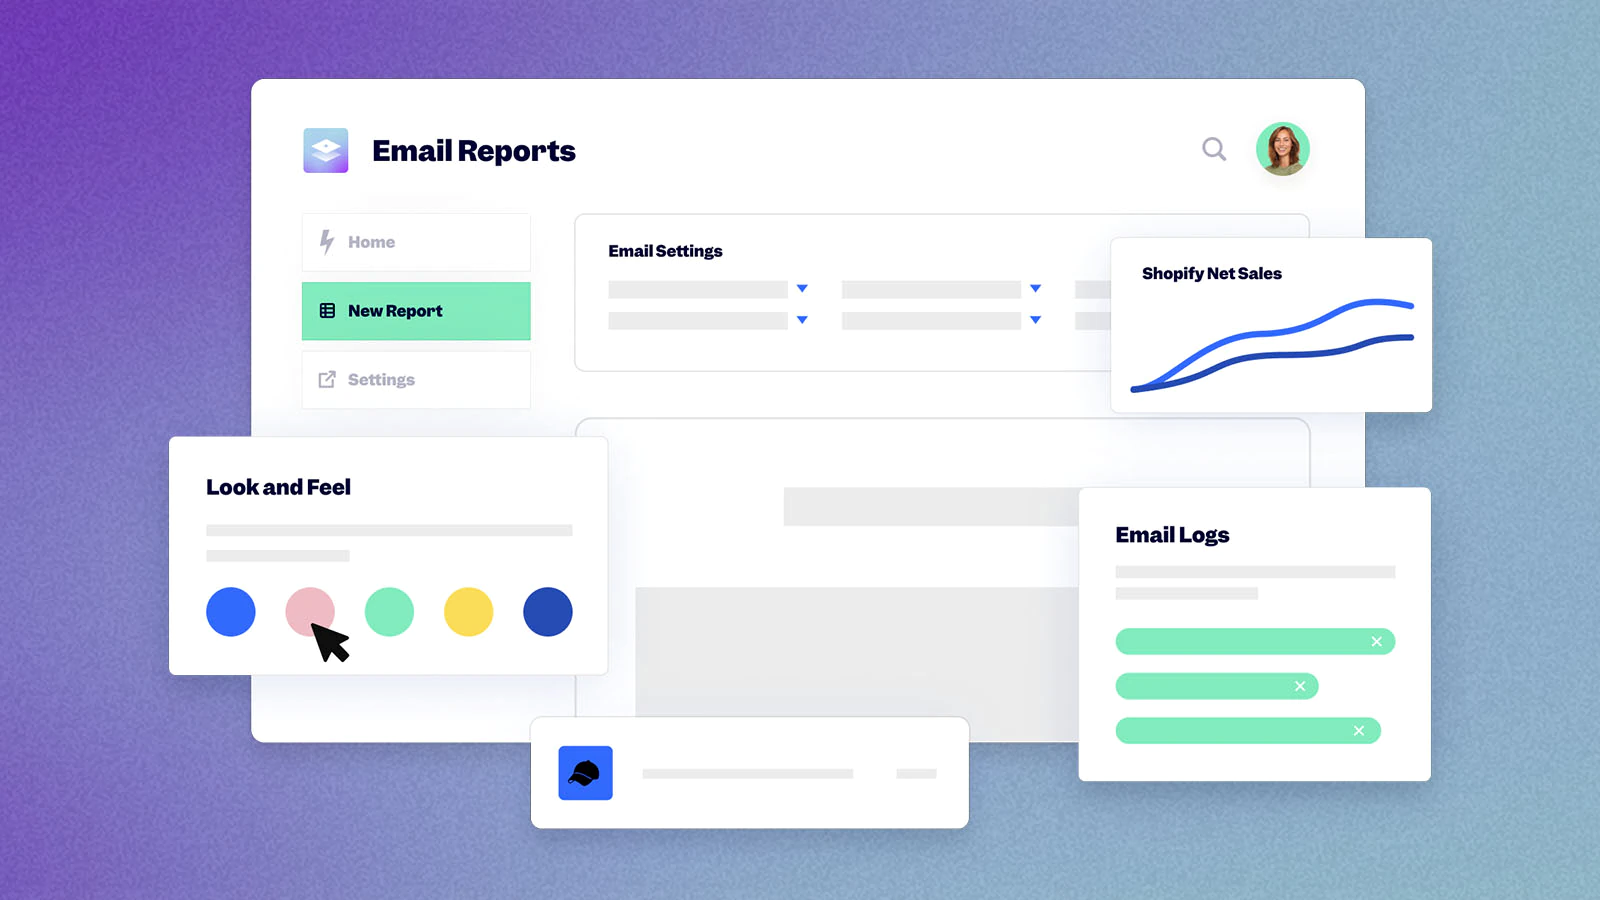 Email Reports
Home
New Report
Settings
Email Settings
Shopify Net Sales
Look and Feel
Email Logs